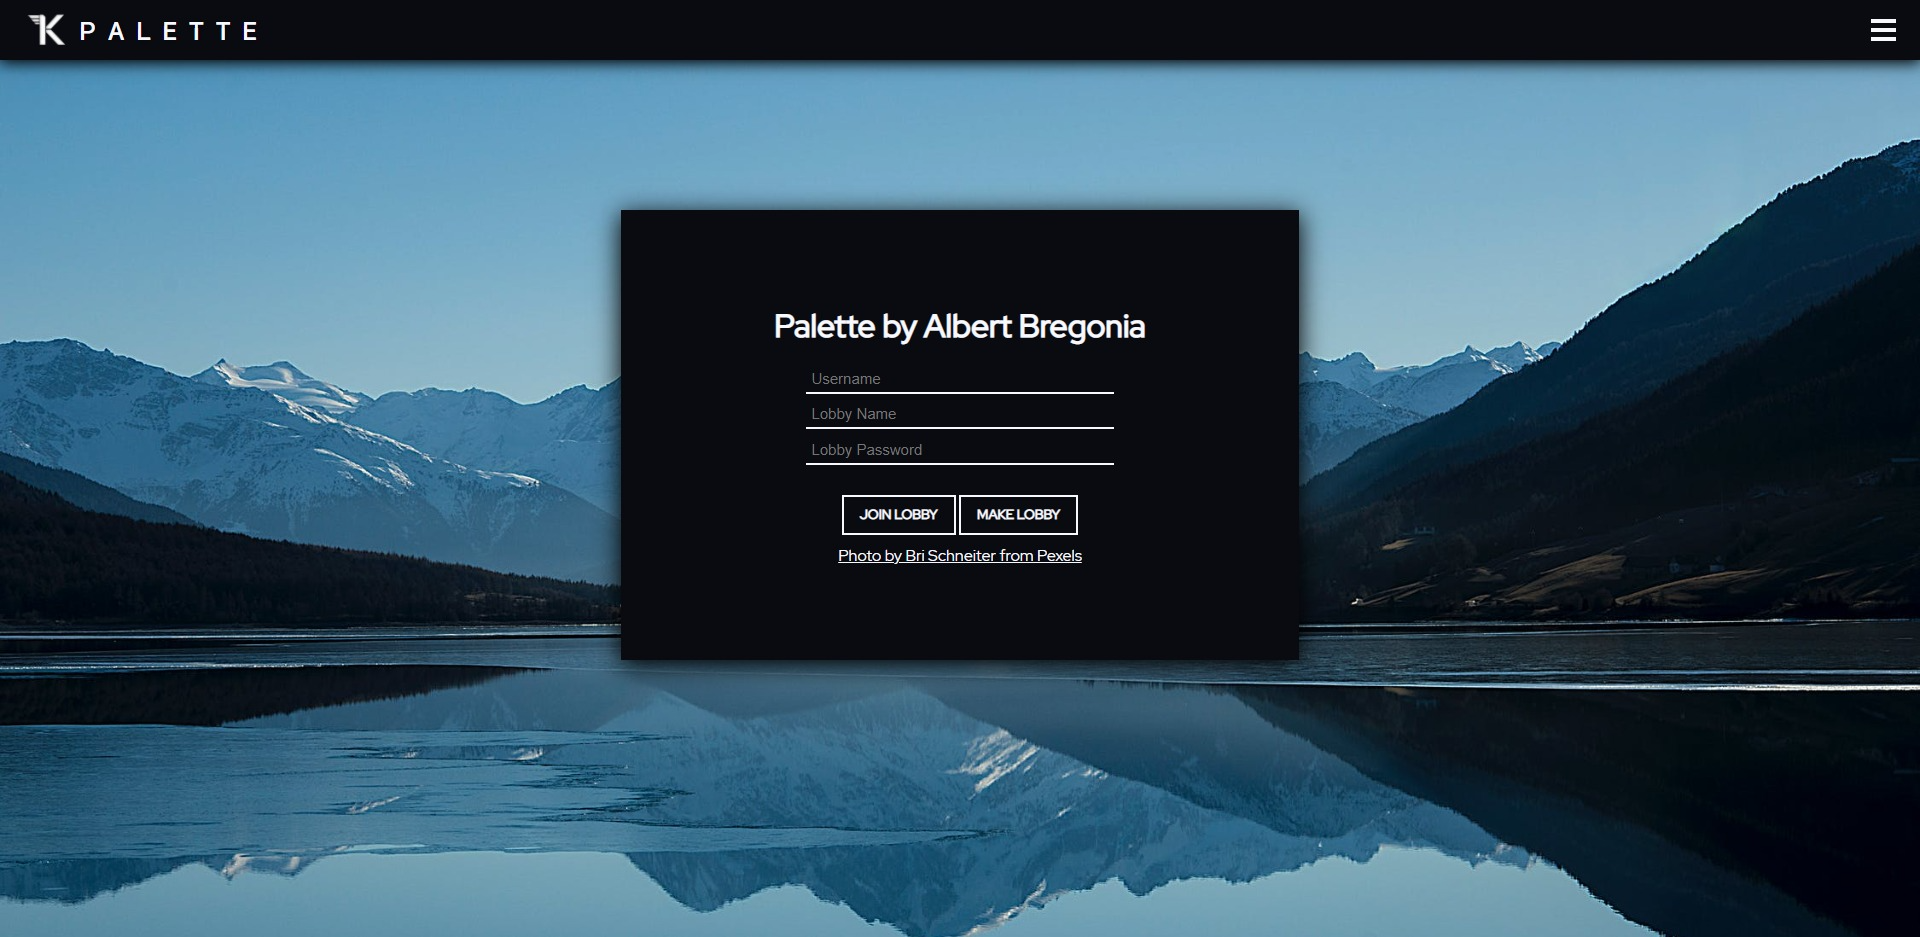 K PALETTE
Palette by Albert Bregonia
Username
Lobby Name
Lobby Password
JOIN LOBBY MAKE LOBBY
Photo by Bri Schneiter from Pexels